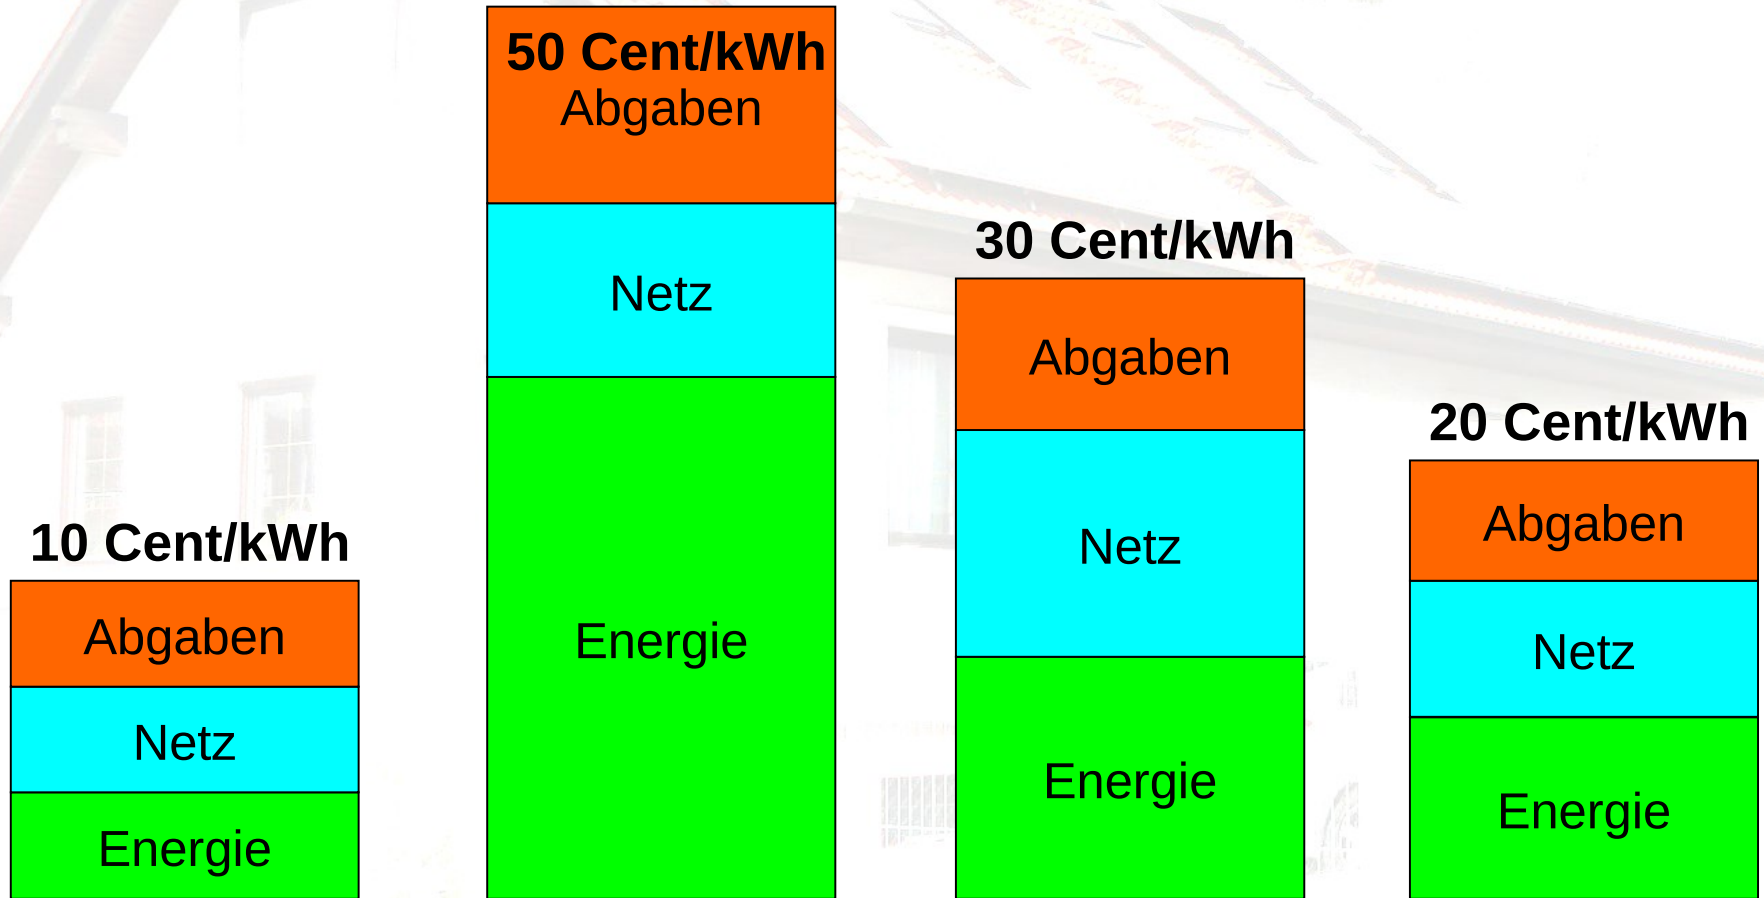 10 Cent/kWh
Abgaben
Netz
Energie
50 Cent/kWh
Abgaben
Netz
Energie
30 Cent/kWh
Abgaben
Netz
Energie
20 Cent/kWh
Abgaben
Netz
Energie